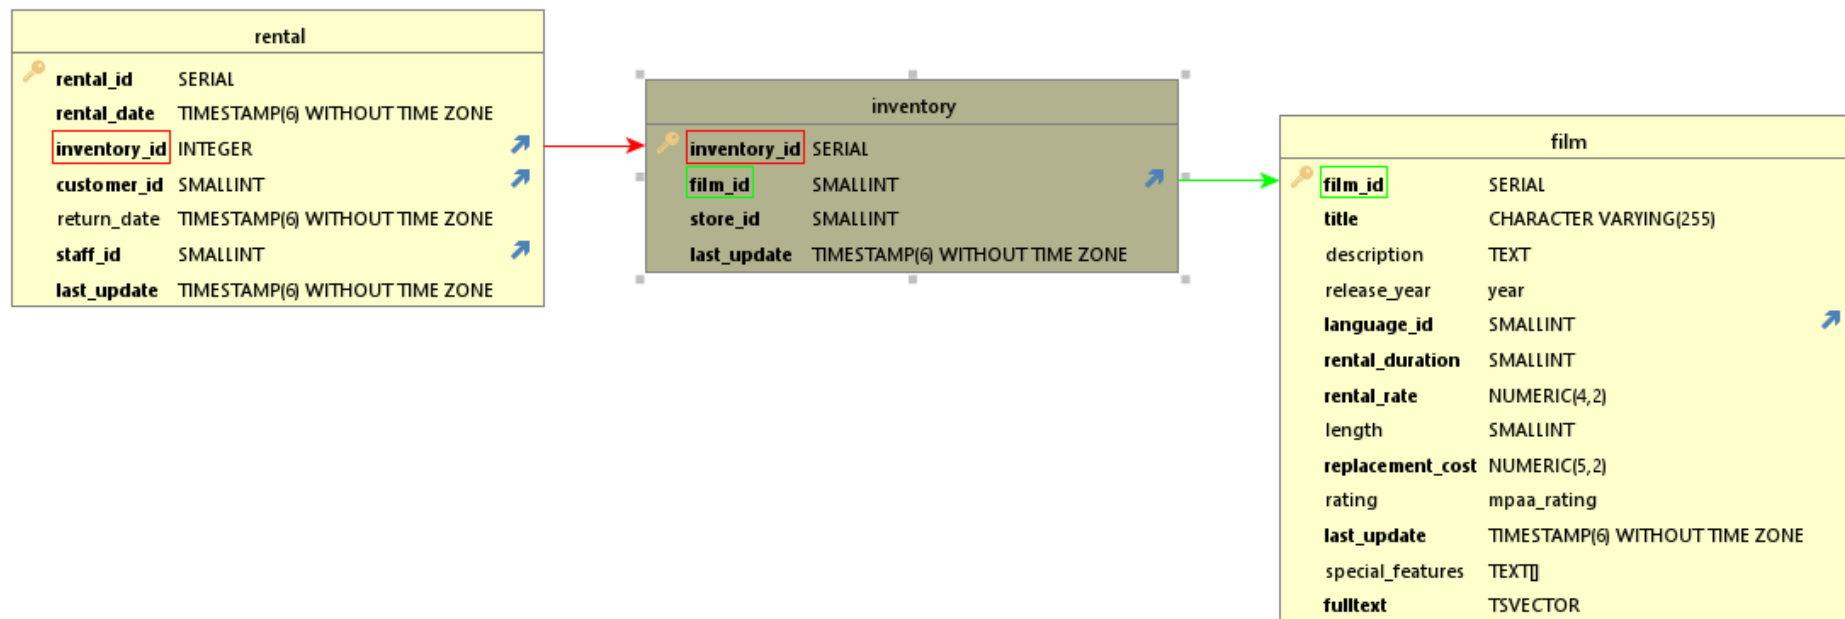 rental
rental_id SERIAL
rental_date TIMESTAMP(6) WITHOUT TIME ZONE
inventory_id INTEGER
customer_id SMALLINT
return_date TIMESTAMP(6) WITHOUT TIME ZONE
staff_id SMALLINT
last_update TIMESTAMP(6) WITHOUT TIME ZONE
inventory
inventory_id SERIAL
film_id SMALLINT
store_id SMALLINT
last_update TIMESTAMP(6) WITHOUT TIME ZONE
film
film_id SERIAL
title CHARACTER VARYING(255)
description TEXT
release_year year
language_id SMALLINT
rental_duration SMALLINT
rental_rate NUMERIC(4,2)
length SMALLINT
replacement_cost NUMERIC(5,2)
rating mpaa_rating
last_update TIMESTAMP(6) WITHOUT TIME ZONE
special_features TEXT[]
fulltext TSVECTOR